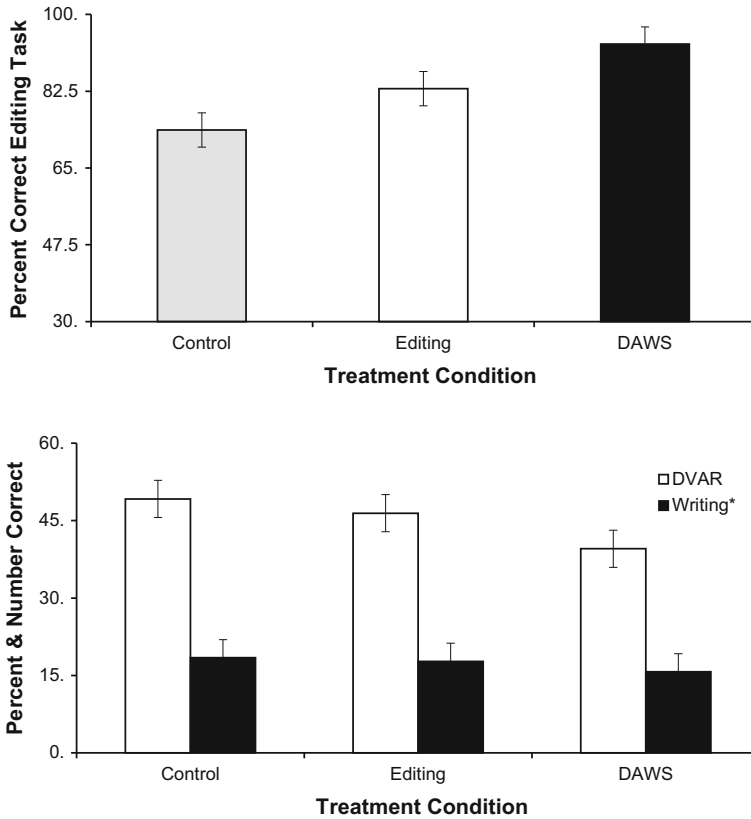 Percent Correct Editing Task
100.
82.5
65.
47.5
30.
Control Editing DAWS
Treatment Condition
Percent & Number Correct
60.
45.
30.
15.
0.
DVAR
Writing*
Control Editing DAWS
Treatment Condition